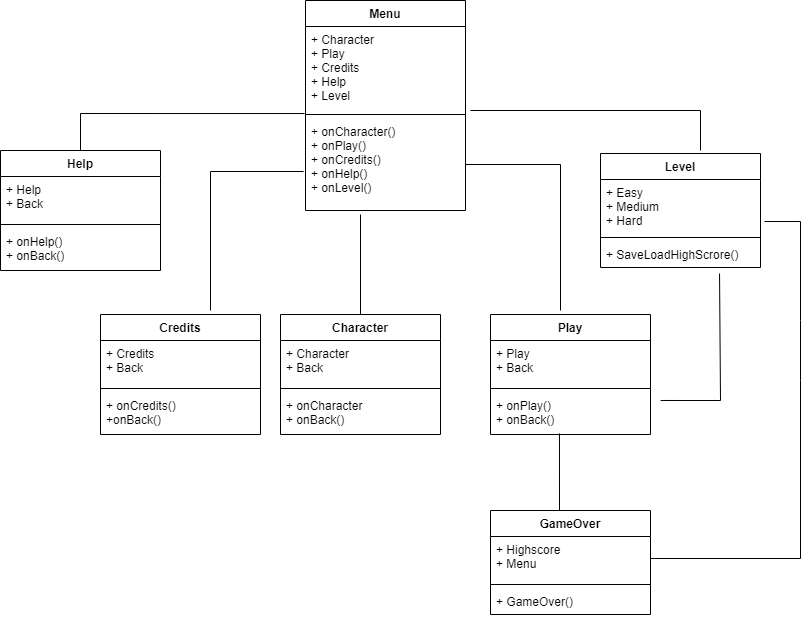 Menu
+ Character
+ Play
+ Credits
+ Help
+ Level
+ onCharacter()
+ onPlay()
+ onCredits()
+ onHelp()
+ onLevel()
Help
+ Help
+ Back
+ onHelp()
+ onBack()
Level
+ Easy
+ Medium
+ Hard
+ SaveLoadHighScrore()
Credits
+ Credits
+ Back
+ onCredits()
+onBack()
Character
+ Character
+ Back
+ onCharacter
+ onBack()
Play
+ Play
+ Back
+ onPlay()
+ onBack()
GameOver
+ Highscore
+ Menu
+ GameOver()